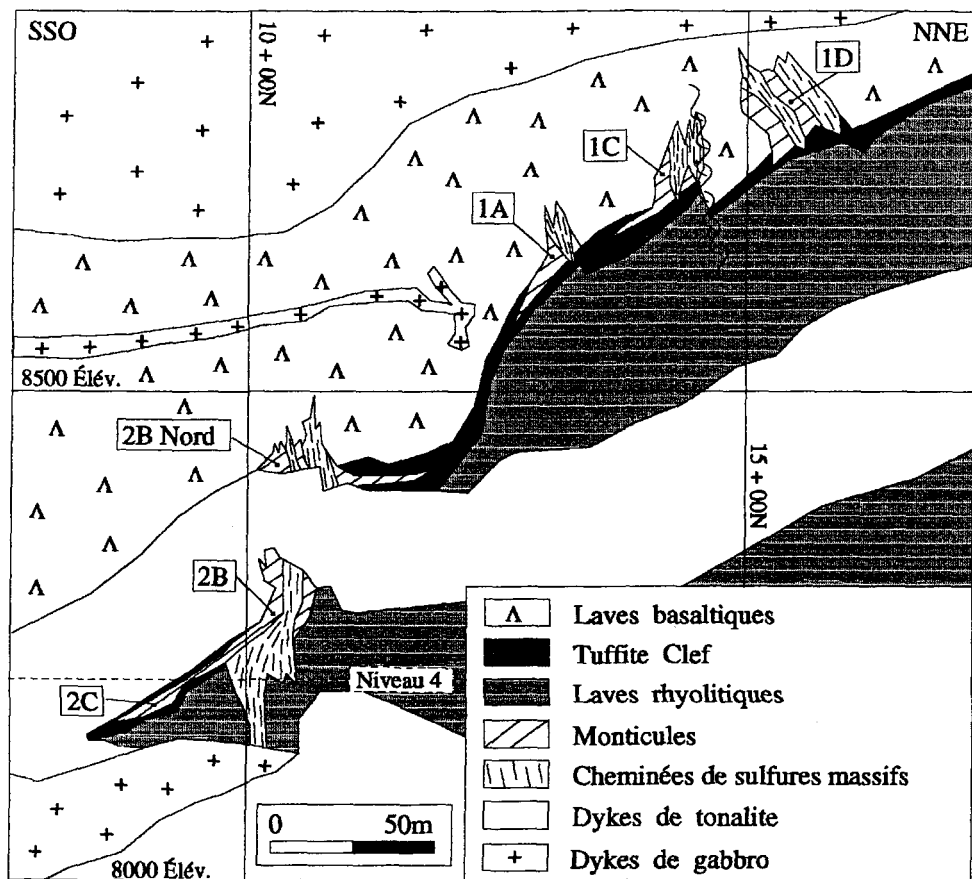 SSO
NNE
10 + 00N
1D
1C
1A
8500 Élév.
2B Nord
15 + 00N
2B
Niveau 4
2C
8000 Élév.
0 50m
Laves basaltiques
Tuffite Clef
Laves rhyolitiques
Monticules
Cheminées de sulfures massifs
Dykes de tonalite
Dykes de gabbro